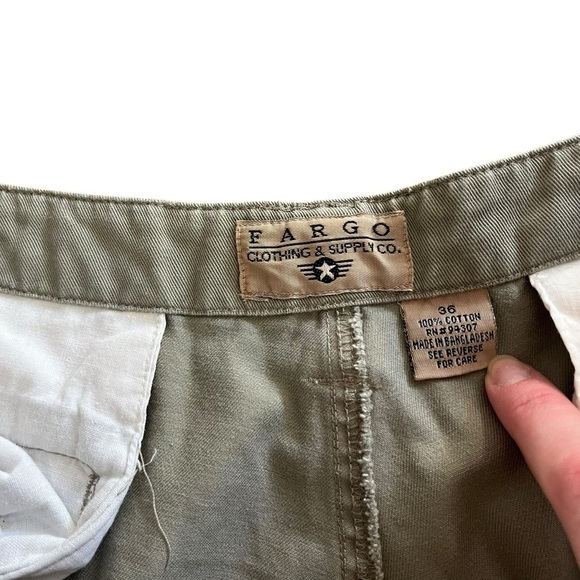 FARGO
CLOTHING & SUPPLY CO.
36
100% COTTON
RN# 94307
MADE IN BANGLADESH
SEE REVERSE
FOR CARE